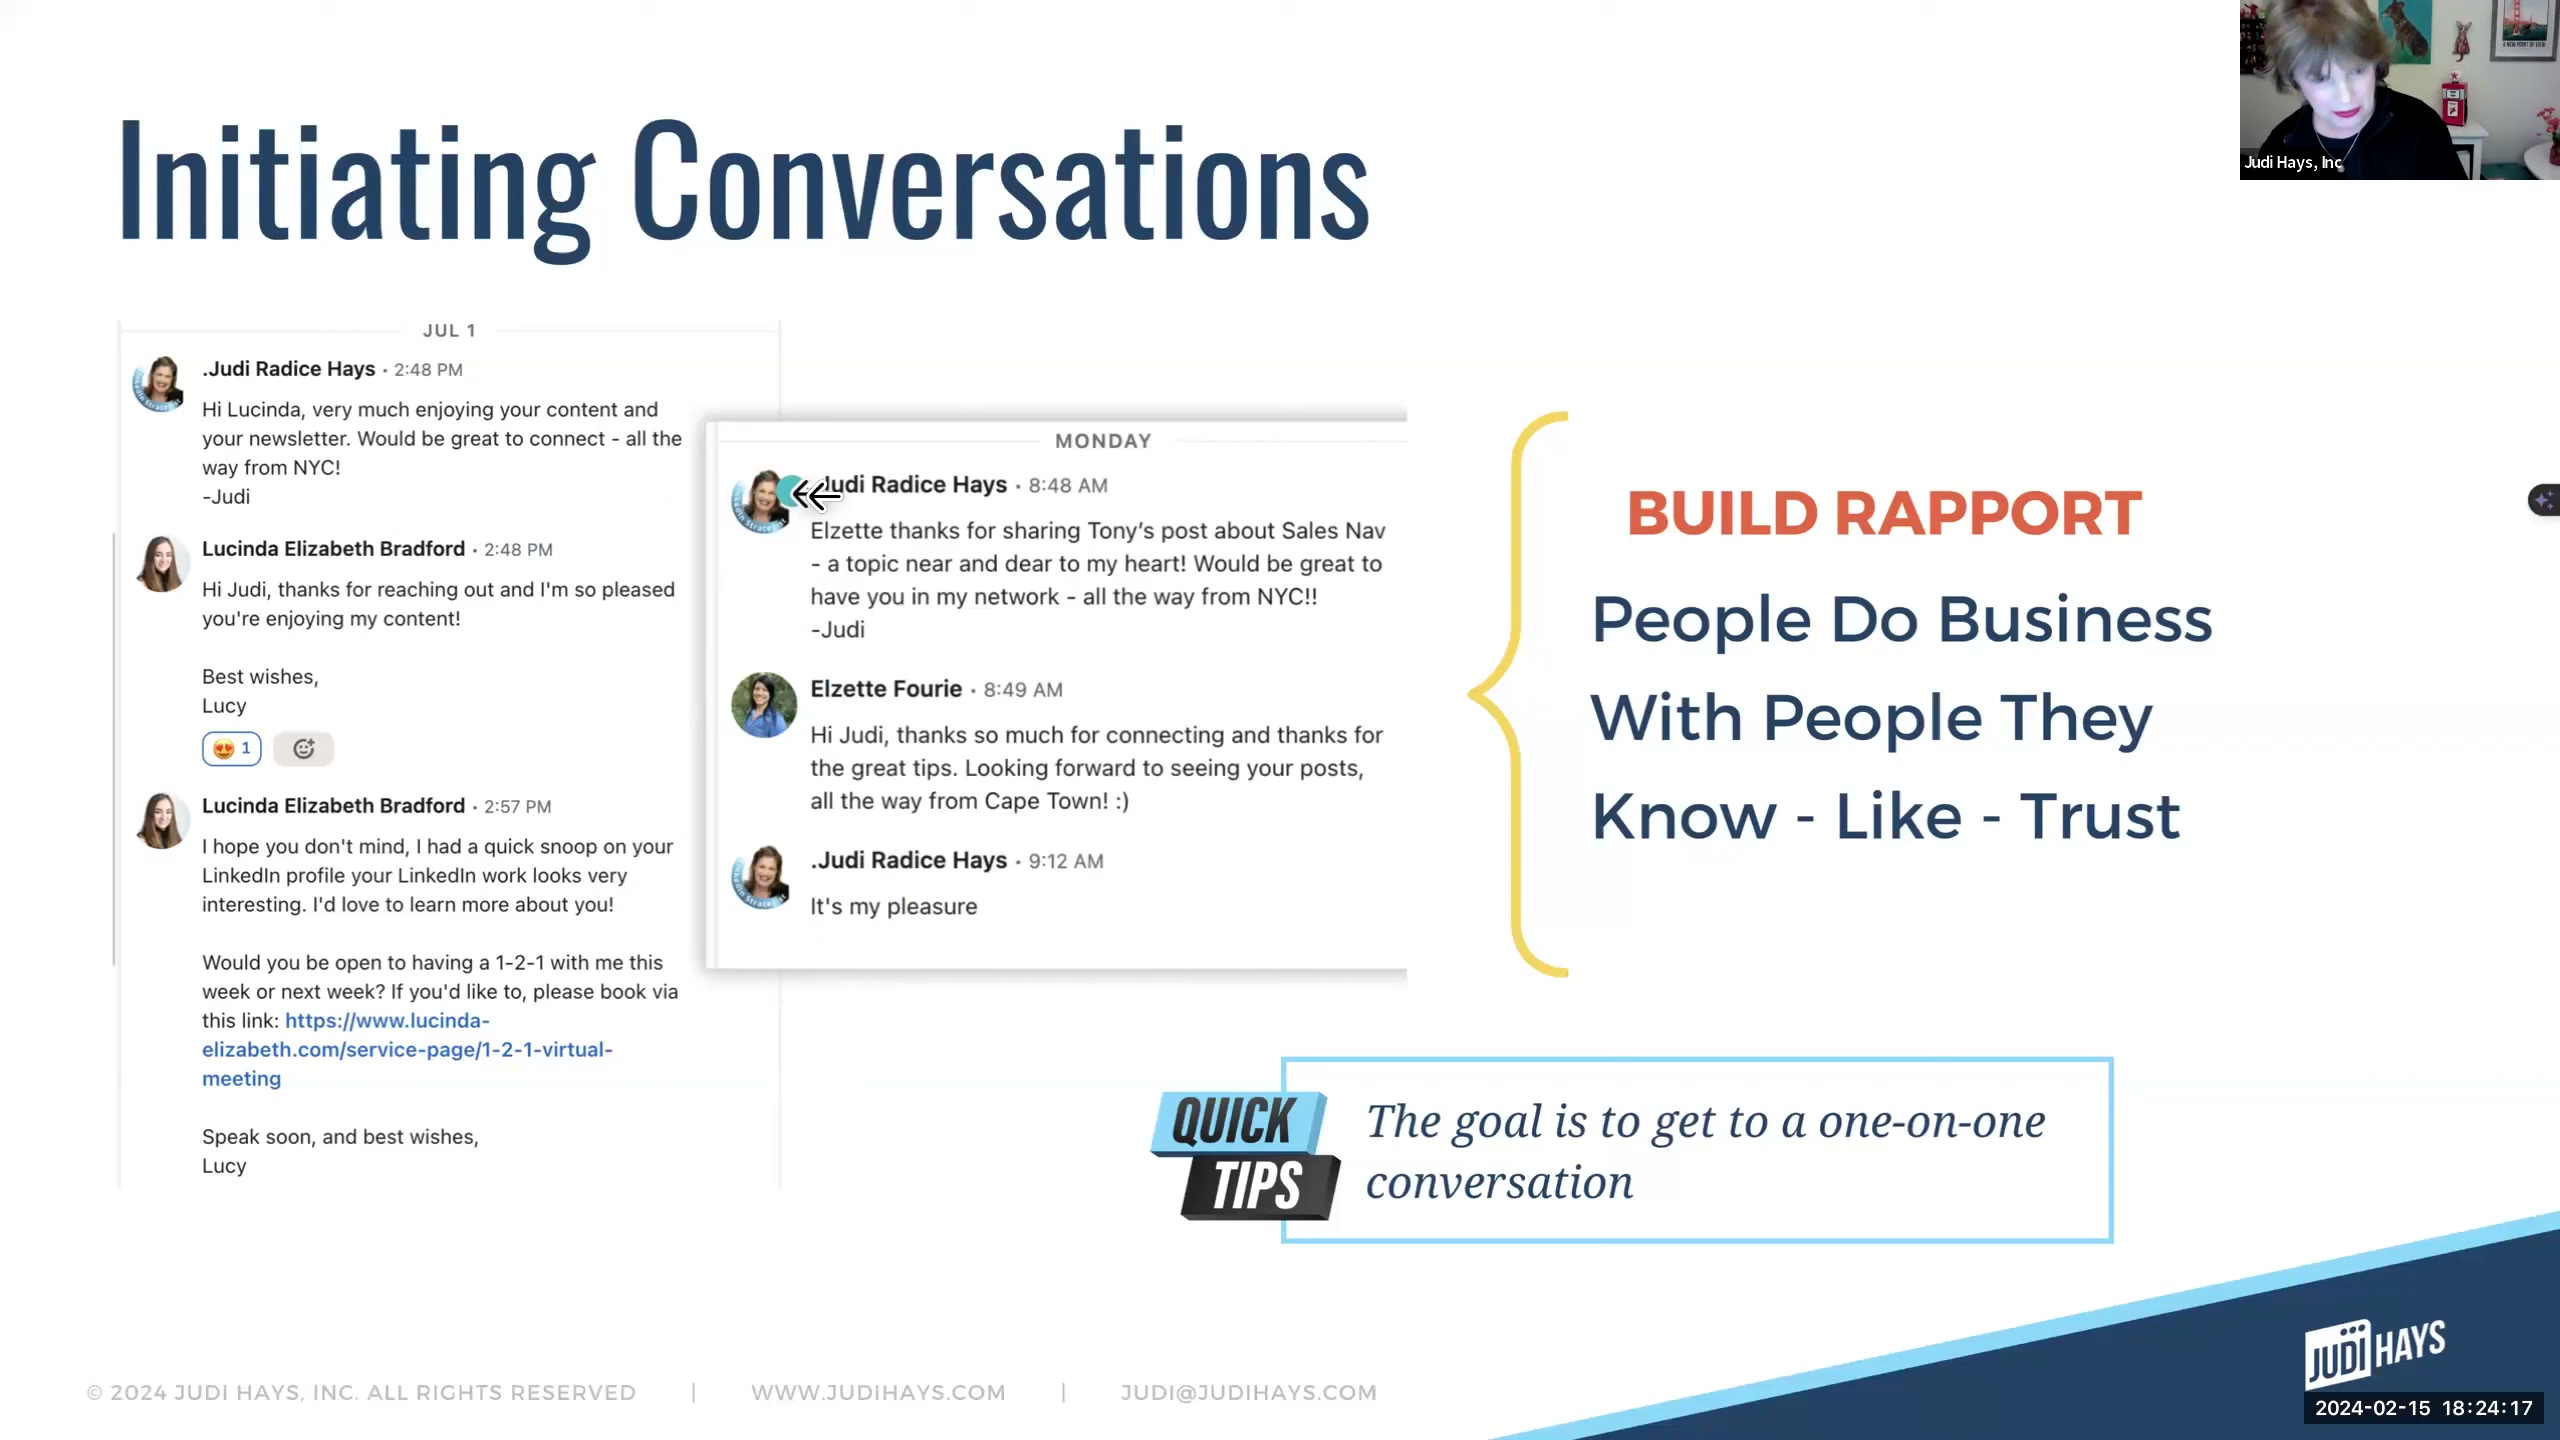 Initiating Conversations
JUL 1
.Judi Radice Hays • 2:48 PM
Hi Lucinda, very much enjoying your content and
your newsletter. Would be great to connect - all the
way from NYC!
-Judi
Lucinda Elizabeth Bradford • 2:48 PM
Hi Judi, thanks for reaching out and I'm so pleased
you're enjoying my content!
Best wishes,
Lucy
1
Lucinda Elizabeth Bradford • 2:57 PM
I hope you don't mind, I had a quick snoop on your
LinkedIn profile your LinkedIn work looks very
interesting. I'd love to learn more about you!
Would you be open to having a 1-2-1 with me this
week or next week? If you'd like to, please book via
this link: https://www.lucinda-
elizabeth.com/service-page/1-2-1-virtual-
meeting
Speak soon, and best wishes,
Lucy
MONDAY
Judi Radice Hays • 8:48 AM
Elzette thanks for sharing Tony’s post about Sales Nav
- a topic near and dear to my heart! Would be great to
have you in my network - all the way from NYC!!
-Judi
Elzette Fourie • 8:49 AM
Hi Judi, thanks so much for connecting and thanks for
the great tips. Looking forward to seeing your posts,
all the way from Cape Town! :)
.Judi Radice Hays • 9:12 AM
It's my pleasure
BUILD RAPPORT
People Do Business
With People They
Know - Like - Trust
QUICK
TIPS
The goal is to get to a one-on-one
conversation
Judi Hays, Inc
© 2024 JUDI HAYS, INC. ALL RIGHTS RESERVED | WWW.JUDIHAYS.COM | JUDI@JUDIHAYS.COM
JUDI HAYS
2024-02-15 18:24:17